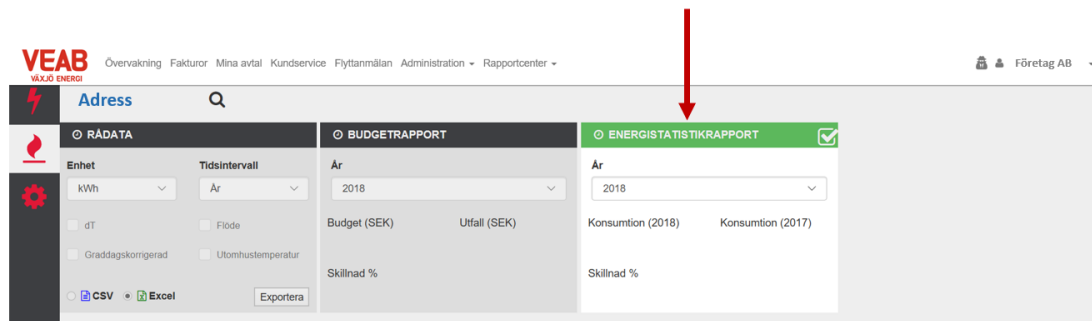 VEAB
VÄXJÖ ENERGI
Övervakning Fakturor Mina avtal Kundservice Flyttanmälan Administration Rapportcenter
Företag AB
Adress
RÅDATA
Enhet Tidsintervall
kWh År
dT Flöde
Graddagskorrigerad Utomhustemperatur
CSV Excel Exportera
BUDGETRAPPORT
År
2018
Budget (SEK) Utfall (SEK)
Skillnad %
ENERGISTATISTIKRAPPORT
År
2018
Konsumtion (2018) Konsumtion (2017)
Skillnad %